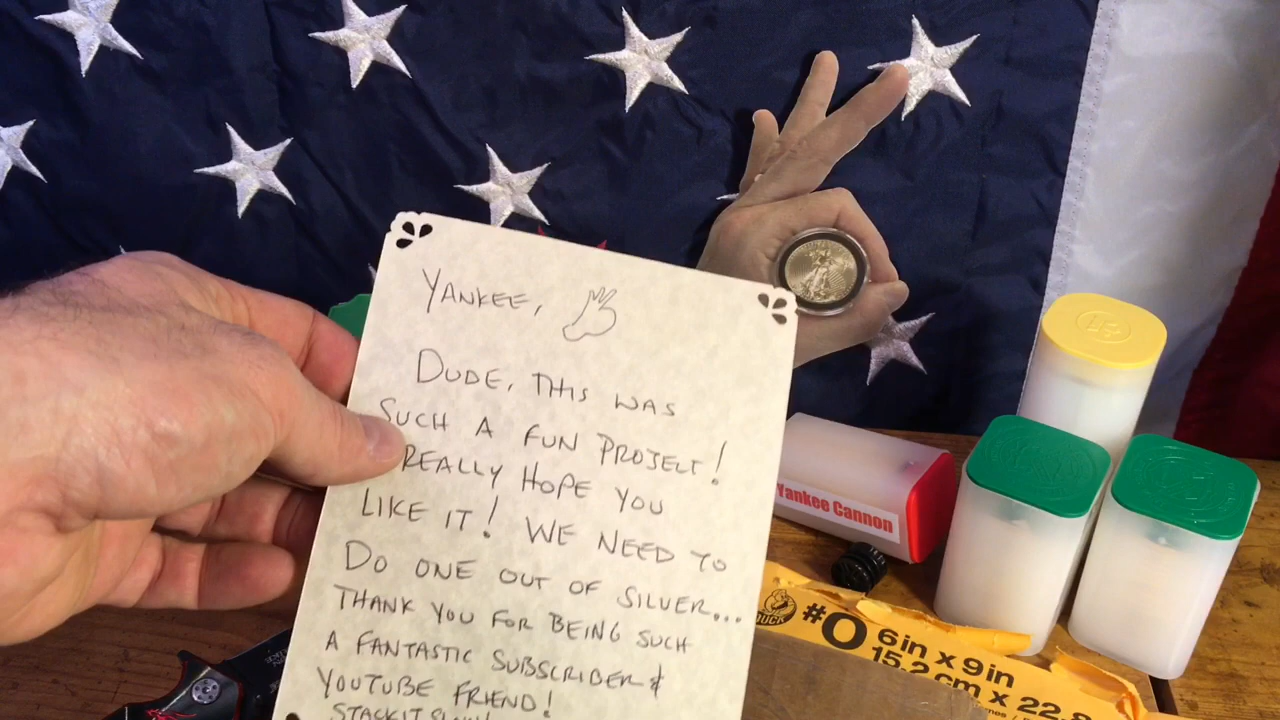 YANKEE,
DUDE, THIS WAS
SUCH A FUN PROJECT!
REALLY HOPE YOU
LIKE IT! WE NEED TO
DO ONE OUT OF SILVER...
THANK YOU FOR BEING SUCH
A FANTASTIC SUBSCRIBER &
YOUTUBE FRIEND!
Yankee Cannon
DUCK
#0
6in x 9in
15.2 cm x 22.8